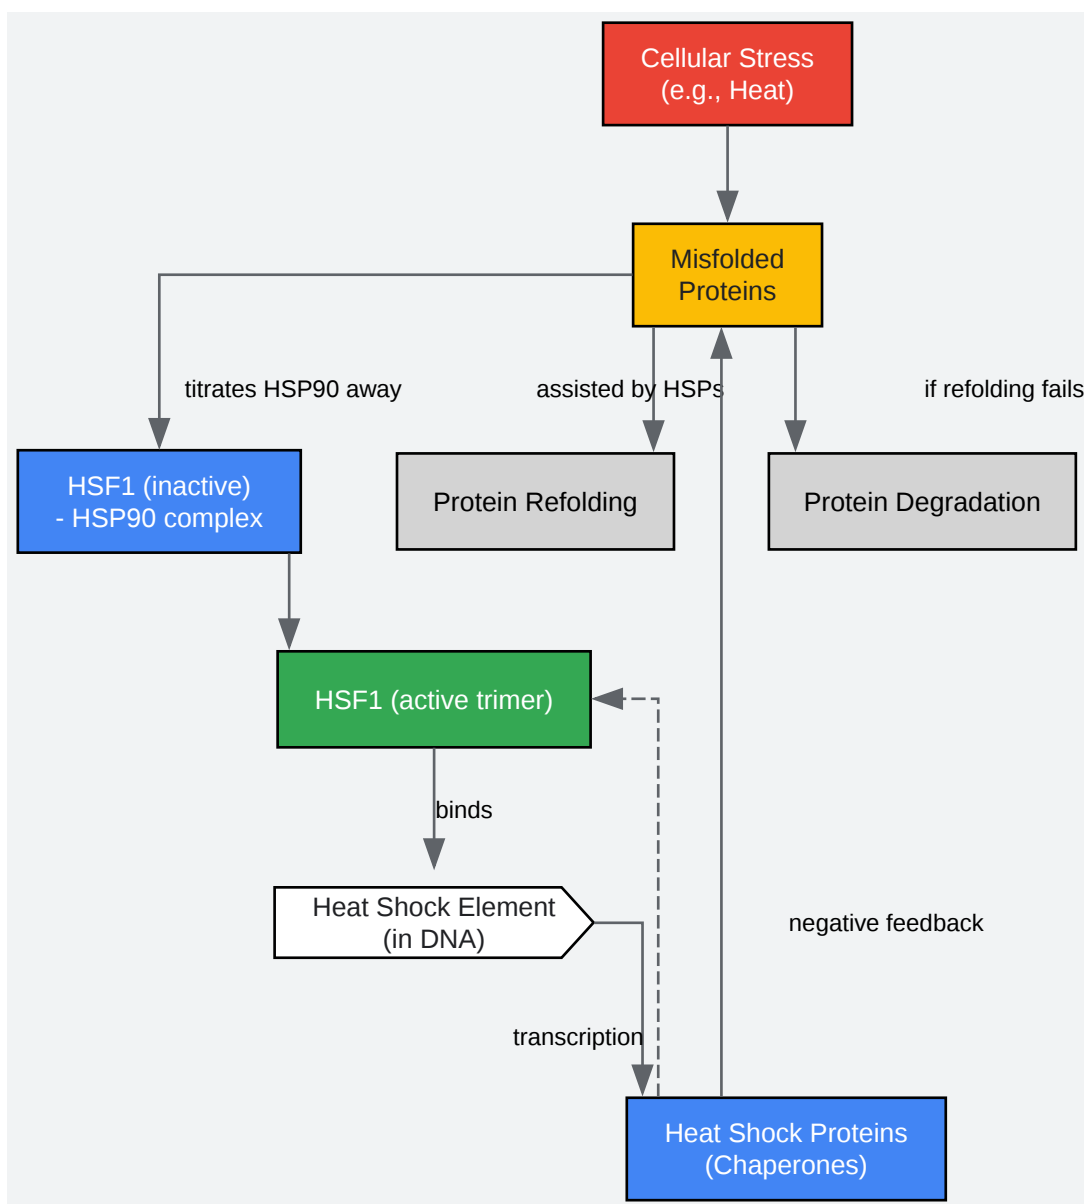 Cellular Stress
(e.g., Heat)
Misfolded
Proteins
titrates HSP90 away
assisted by HSPs
if refolding fails
HSF1 (inactive)
- HSP90 complex
Protein Refolding
Protein Degradation
HSF1 (active trimer)
binds
Heat Shock Element
(in DNA)
negative feedback
transcription
Heat Shock Proteins
(Chaperones)